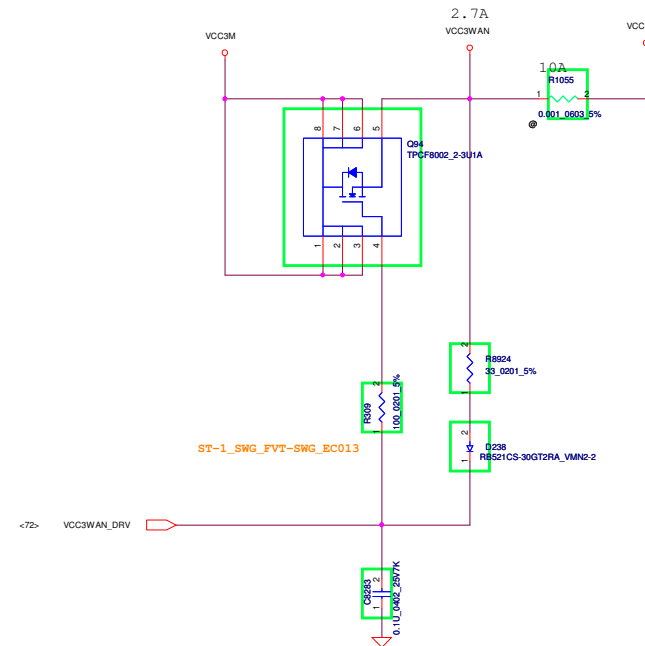 2.7A
VCC3M
VCC3WAN
VCC
10A
R1055
1
2
0.001_0603_5%
@
8
7
6
5
Q94
TPCF8002_2-3U1A
1
2
3
4
2
R8924
33_0201_5%
1
2
R309
100_0201_5%
1
ST-1_SWG_FVT-SWG_EC013
2
D238
RB521CS-30GT2RA_VMN2-2
1
<72>
VCC3WAN_DRV
2
C8283
0.1U_0402_25V7K
1